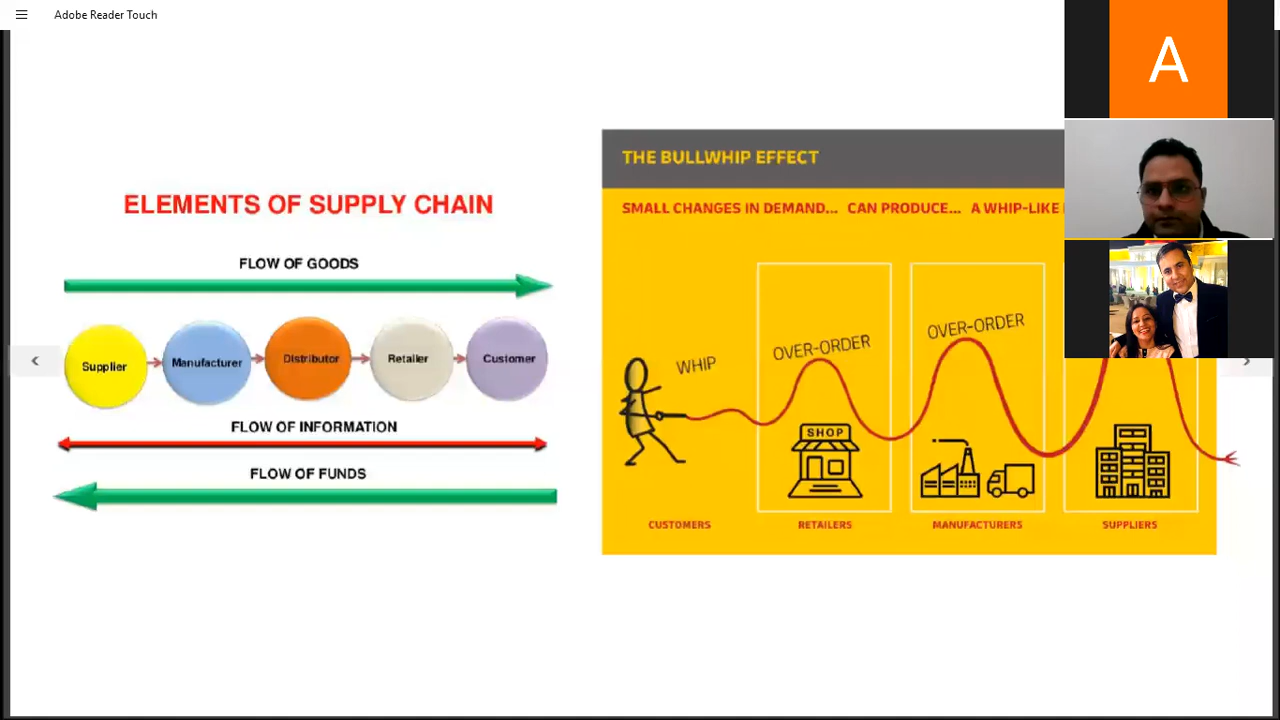 Adobe Reader Touch
A
ELEMENTS OF SUPPLY CHAIN
FLOW OF GOODS
Supplier
Manufacturer
Distributor
Retailer
Customer
FLOW OF INFORMATION
FLOW OF FUNDS
THE BULLWHIP EFFECT
SMALL CHANGES IN DEMAND... CAN PRODUCE... A WHIP-LIKE
WHIP
OVER-ORDER
OVER-ORDER
SHOP
CUSTOMERS
RETAILERS
MANUFACTURERS
SUPPLIERS